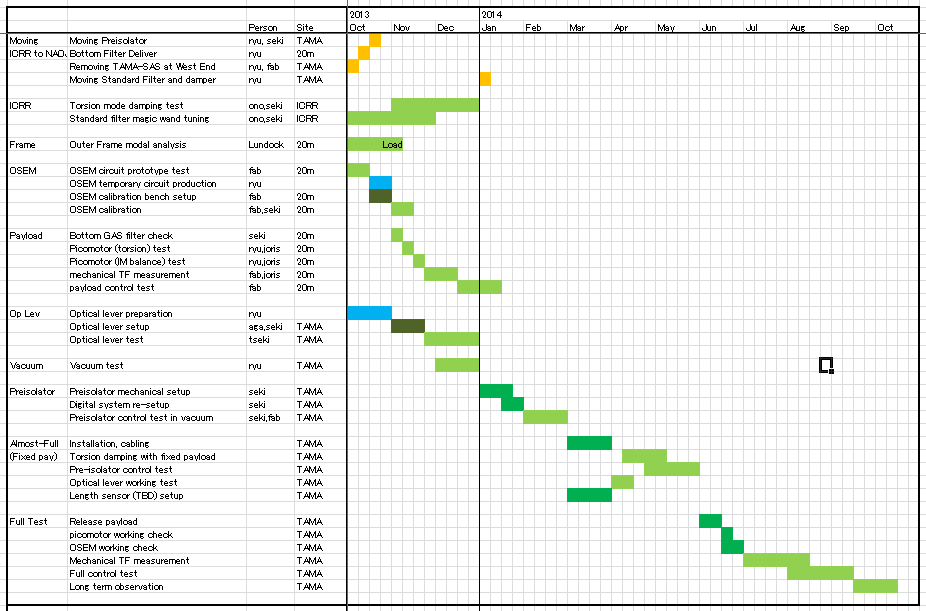 2013 2014
Person Site Oct Nov Dec Jan Feb Mar Apr May Jun Jul Aug Sep Oct
Moving Moving Preisolator ryu, seki TAMA
ICRR to NAO Bottom Filter Deliver ryu 20m
Removing TAMA-SAS at West End ryu, fab TAMA
Moving Standard Filter and damper ryu TAMA
ICRR Torsion mode damping test ono,seki ICRR
Standard filter magic wand tuning ono,seki ICRR
Frame Outer Frame modal analysis Lundock 20m Load
OSEM OSEM circuit prototype test fab 20m
OSEM temporary circuit production ryu
OSEM calibration bench setup fab 20m
OSEM calibration fab,seki 20m
Payload Bottom GAS filter check seki 20m
Picomotor (torsion) test ryu,joris 20m
Picomotor (IM balance) test ryu,joris 20m
mechanical TF measurement fab,joris 20m
payload control test fab 20m
Op Lev Optical lever preparation ryu
Optical lever setup aga,seki TAMA
Optical lever test tseki TAMA
Vacuum Vacuum test ryu TAMA
Preisolator Preisolator mechanical setup seki TAMA
Digital system re-setup seki TAMA
Preisolator control test in vacuum seki,fab TAMA
Almost-Full Installation, cabling TAMA
(Fixed pay) Torsion damping with fixed payload TAMA
Pre-isolator control test TAMA
Optical lever working test TAMA
Length sensor (TBD) setup TAMA
Full Test Release payload TAMA
picomotor working check TAMA
OSEM working check TAMA
Mechanical TF measurement TAMA
Full control test TAMA
Long term observation TAMA